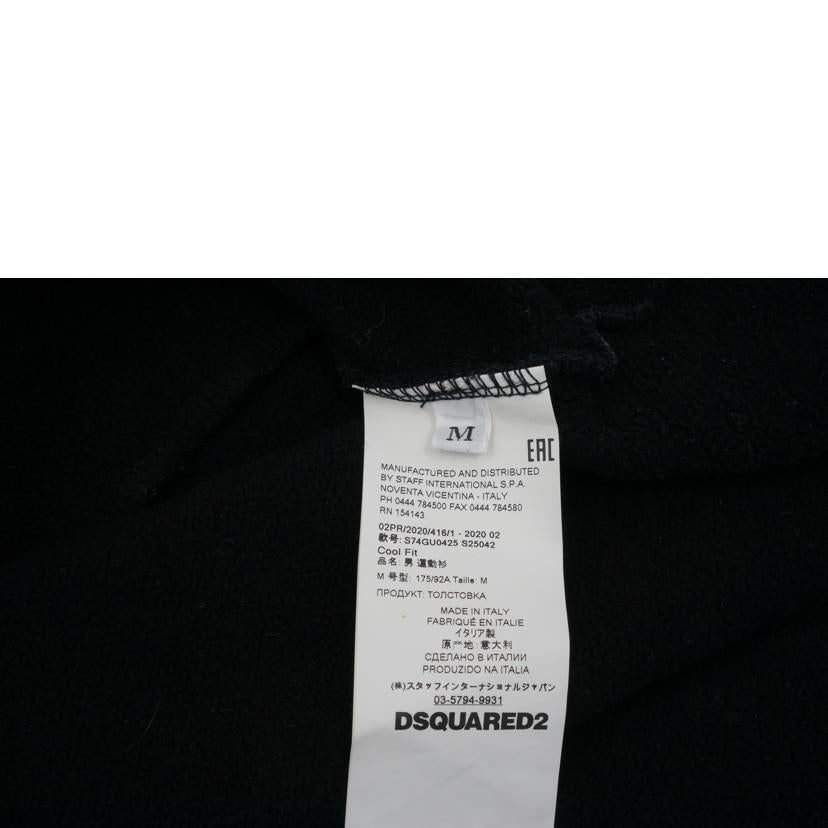 M
EAC
MANUFACTURED AND DISTRIBUTED
BY STAFF INTERNATIONAL S.P.A.
NOVENTA VICENTINA - ITALY
PH 0444 784500 FAX 0444 784580
RN 154143
02PR/2020/416/1 - 2020 02
款号: S74GU0425 S25042
Cool Fit
品名: 男 運動衫
M 号型: 175/92A Taille: M
ПРОДУКТ: ТОЛСТОВКА
MADE IN ITALY
FABRIQUÉ EN ITALIE
イタリア製
原产地: 意大利
СДЕЛАНО В ИТАЛИИ
PRODUZIDO NA ITALIA
(株)スタッフインターナショナルジャパン
03-5794-9931
DSQUARED2